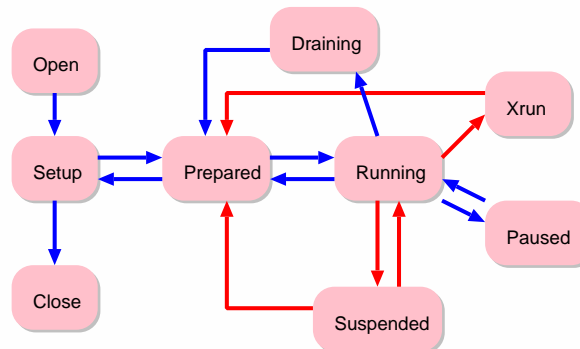 Draining
Open
Xrun
Setup
Prepared
Running
Paused
Close
Suspended